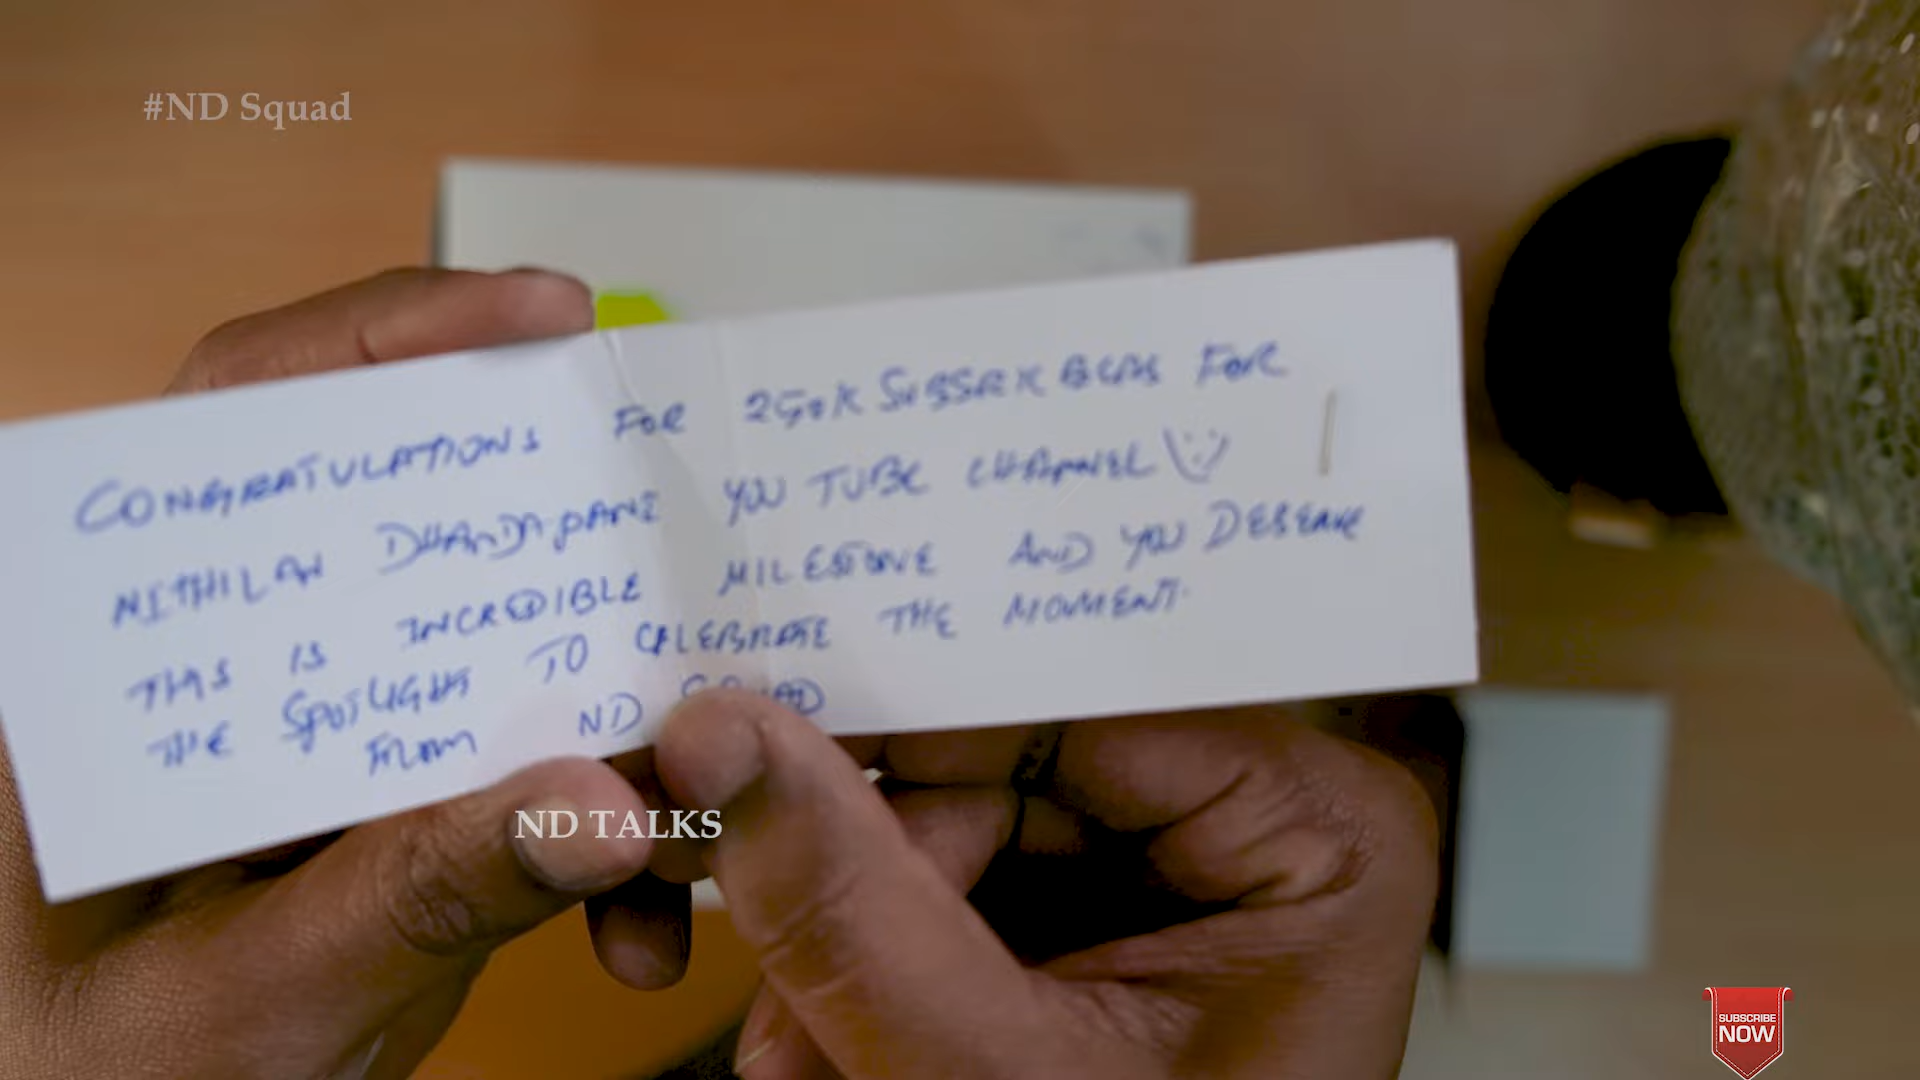 #ND Squad
CONGRATULATIONS FOR 250K SUBSCRIBERS FOR
NITHILAN DHANDAPANI YOU TUBE CHANNEL
THIS IS INCREDIBLE MILESTONE AND YOU DESERVE
THE SPOTLIGHT TO CELEBRATE THE MOMENT.
FROM ND SQUAD
ND TALKS
SUBSCRIBE
NOW